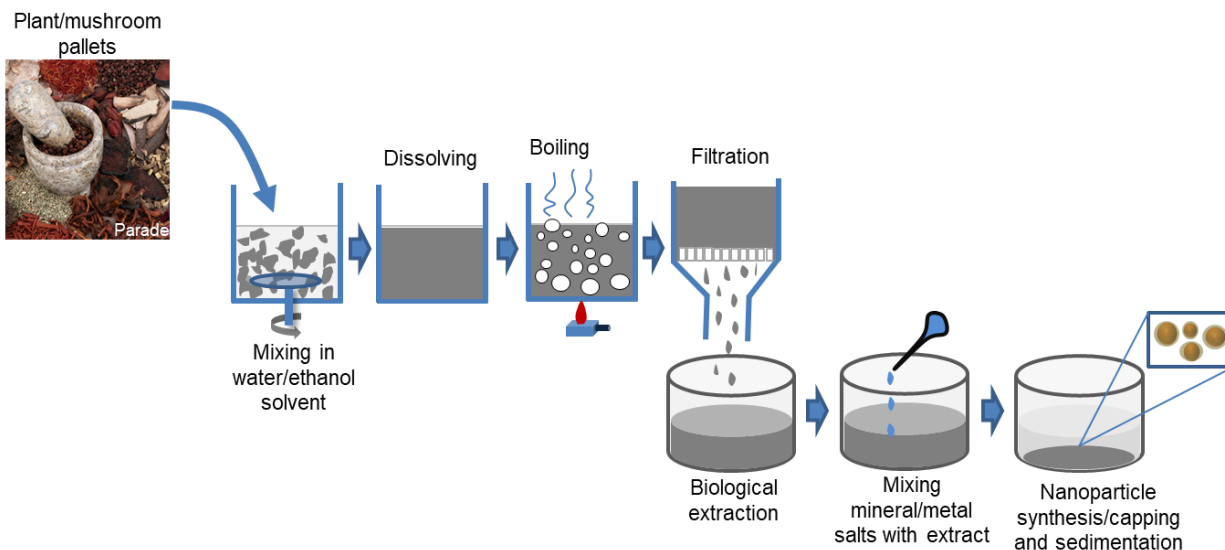 Plant/mushroom
pallets
Parade
Mixing in
water/ethanol
solvent
Dissolving
Boiling
Filtration
Biological
extraction
Mixing
mineral/metal
salts with extract
Nanoparticle
synthesis/capping
and sedimentation